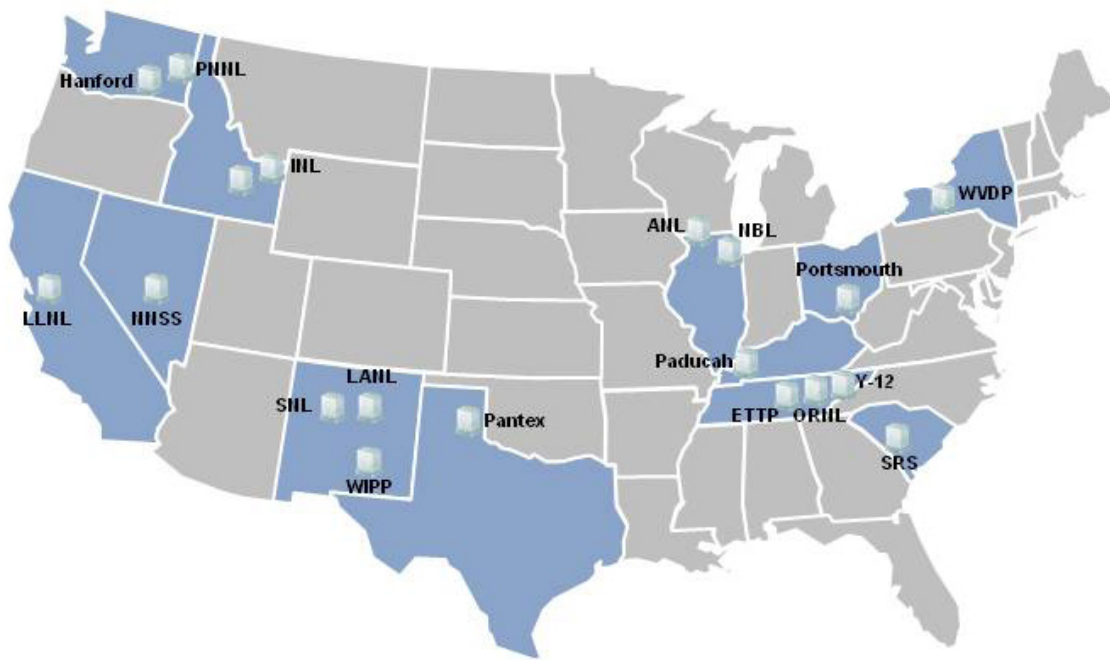 PNNL
Hanford
INL
WVDP
ANL
NBL
Portsmouth
LLNL
NNSS
Paducah
LANL
Y-12
SNL
Pantex
ETTP
ORNL
SRS
WIPP